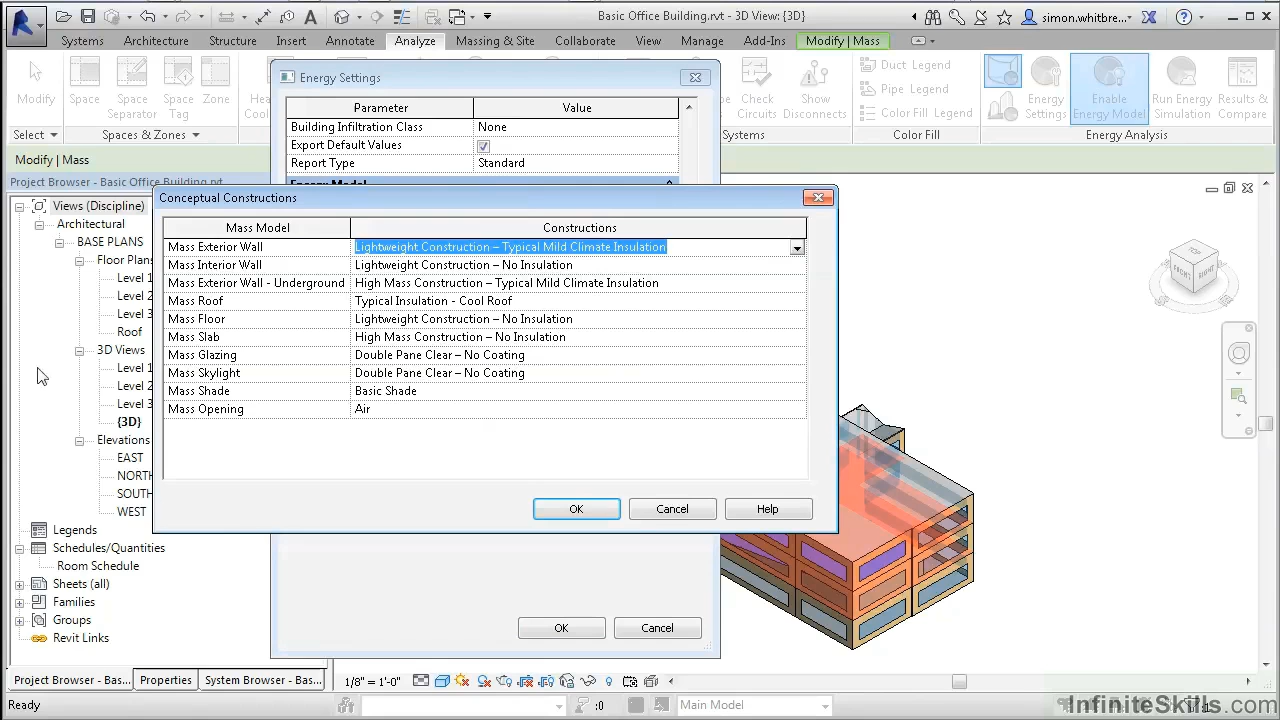 Basic Office Building.rvt - 3D View: {3D}
simon.whitbre...
Systems Architecture Structure Insert Annotate Analyze Massing & Site Collaborate View Manage Add-Ins Modify | Mass
Modify
Space
Space Separator
Space Tag
Zone
Check Circuits
Show Disconnects
Duct Legend
Pipe Legend
Color Fill Legend
Energy Settings
Enable Energy Model
Run Energy Simulation
Results & Compare
Select
Spaces & Zones
Color Fill
Energy Analysis
Modify | Mass
Energy Settings
Parameter Value
Building Infiltration Class None
Export Default Values
Report Type Standard
Energy Model
OK Cancel
Project Browser - Basic Office Building.rvt
Views (Discipline)
Architectural
BASE PLANS
Floor Plans
Level 1
Level 2
Level 3
Roof
3D Views
Level 1
Level 2
Level 3
{3D}
Elevations
EAST
NORTH
SOUTH
WEST
Legends
Schedules/Quantities
Room Schedule
Sheets (all)
Families
Groups
Revit Links
Conceptual Constructions
Mass Model Constructions
Mass Exterior Wall Lightweight Construction – Typical Mild Climate Insulation
Mass Interior Wall Lightweight Construction – No Insulation
Mass Exterior Wall - Underground High Mass Construction – Typical Mild Climate Insulation
Mass Roof Typical Insulation - Cool Roof
Mass Floor Lightweight Construction – No Insulation
Mass Slab High Mass Construction – No Insulation
Mass Glazing Double Pane Clear – No Coating
Mass Skylight Double Pane Clear – No Coating
Mass Shade Basic Shade
Mass Opening Air
OK Cancel Help
TOP
FRONT
Project Browser - Bas... Properties System Browser - Bas...
1/8" = 1'-0"
Ready
:0
Main Model
InfiniteSkills.com